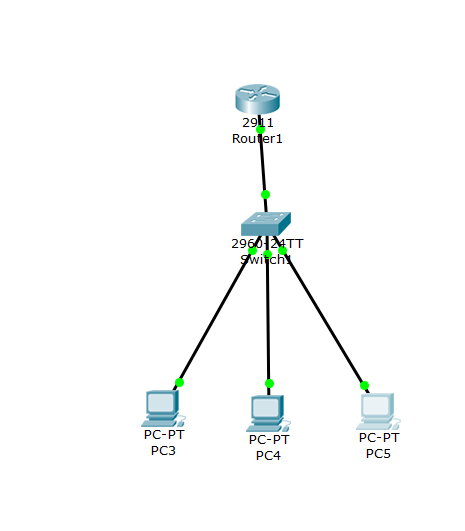 2911
Router1
2960-24TT
Switch1
PC-PT
PC3
PC-PT
PC4
PC-PT
PC5